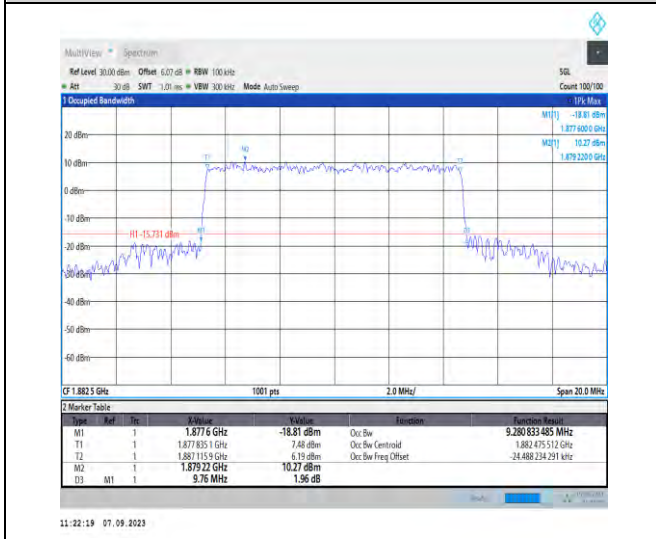 MultiView Spectrum
Ref Level 30.00 dBm Offset 6.07 dB RBW 100 kHz SGL
Att 30 dB SWT 1.01 ms VBW 300 kHz Mode Auto Sweep Count 100/100
1 Occupied Bandwidth 1Pk Max
M1[1] -18.81 dBm
1.877 600 0 GHz
M2[1] 10.27 dBm
1.879 220 0 GHz
20 dBm
M2
T1
10 dBm
0 dBm
-10 dBm
H1 -15.731 dBm
-20 dBm
-30 dBm
-40 dBm
-50 dBm
-60 dBm
CF 1.882 5 GHz 1001 pts 2.0 MHz/ Span 20.0 MHz
2 Marker Table
Type Ref Trc X-Value Y-Value Function Function Result
M1 1 1.877 6 GHz -18.81 dBm Occ Bw 9.280 833 485 MHz
T1 1 1.877 835 1 GHz 7.48 dBm Occ Bw Centroid 1.882 475 512 GHz
T2 1 1.887 115 9 GHz 6.19 dBm Occ Bw Freq Offset -24.488 234 291 kHz
M2 1 1.879 22 GHz 10.27 dBm
D3 M1 1 9.76 MHz 1.96 dB
11:22:19 07.09.2023